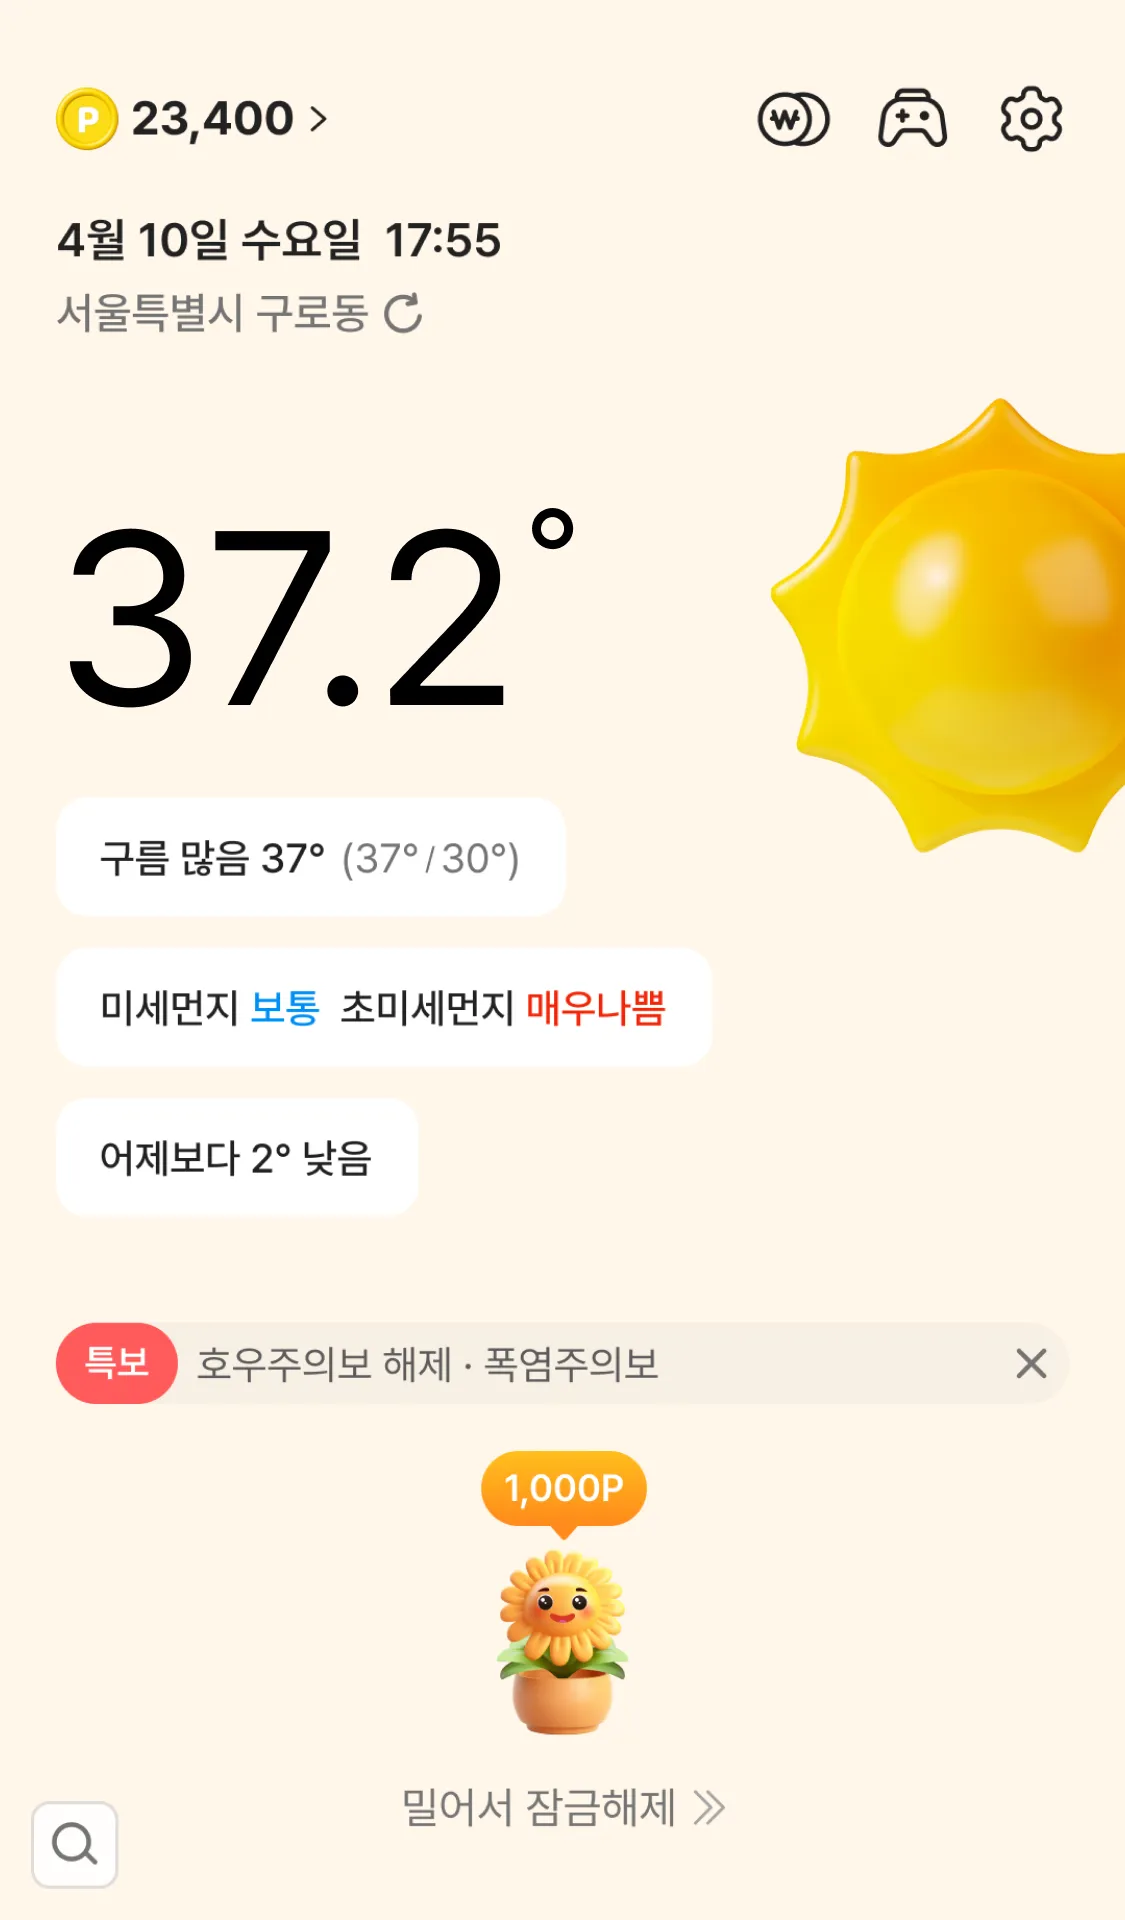 P 23,400
₩
4월 10일 수요일 17:55
서울특별시 구로동
37.2°
구름 많음 37° (37° / 30°)
미세먼지 보통 초미세먼지 매우나쁨
어제보다 2° 낮음
특보 호우주의보 해제 · 폭염주의보
1,000P
밀어서 잠금해제